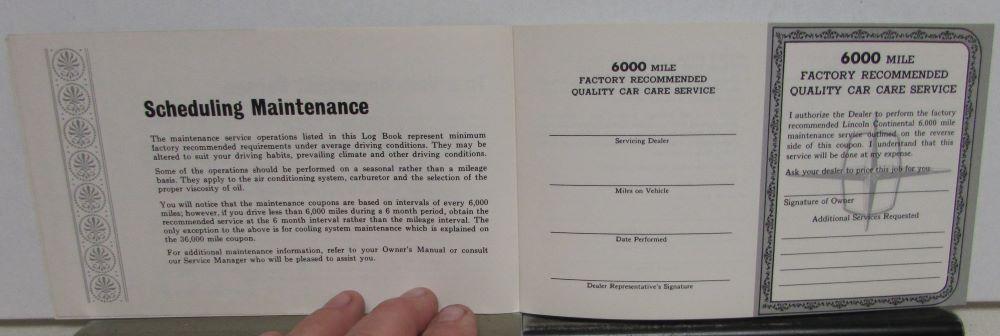 Scheduling Maintenance
The maintenance service operations listed in this Log Book represent minimum
factory recommended requirements under average driving conditions. They may be
altered to suit your driving habits, prevailing climate and other driving conditions.
Some of the operations should be performed on a seasonal rather than a mileage
basis. They apply to the air conditioning system, carburetor and the selection of the
proper viscosity of oil.
You will notice that the maintenance coupons are based on intervals of every 6,000
miles; however, if you drive less than 6,000 miles during a 6 month period, obtain the
recommended service at the 6 month interval rather than the mileage interval. The
only exception to the above is for cooling system maintenance which is explained on
the 36,000 mile coupon.
For additional maintenance information, refer to your Owner's Manual or consult
our Service Manager who will be pleased to assist you.
6000 MILE
FACTORY RECOMMENDED
QUALITY CAR CARE SERVICE
Servicing Dealer
Miles on Vehicle
Date Performed
Dealer Representative's Signature
6000 MILE
FACTORY RECOMMENDED
QUALITY CAR CARE SERVICE
I authorize the Dealer to perform the factory
recommended Lincoln Continental 6,000 mile
maintenance service outlined on the reverse
side of this coupon. I understand that this
service will be done at my expense.
Ask your dealer to price this job for you
Signature of Owner
Additional Services Requested